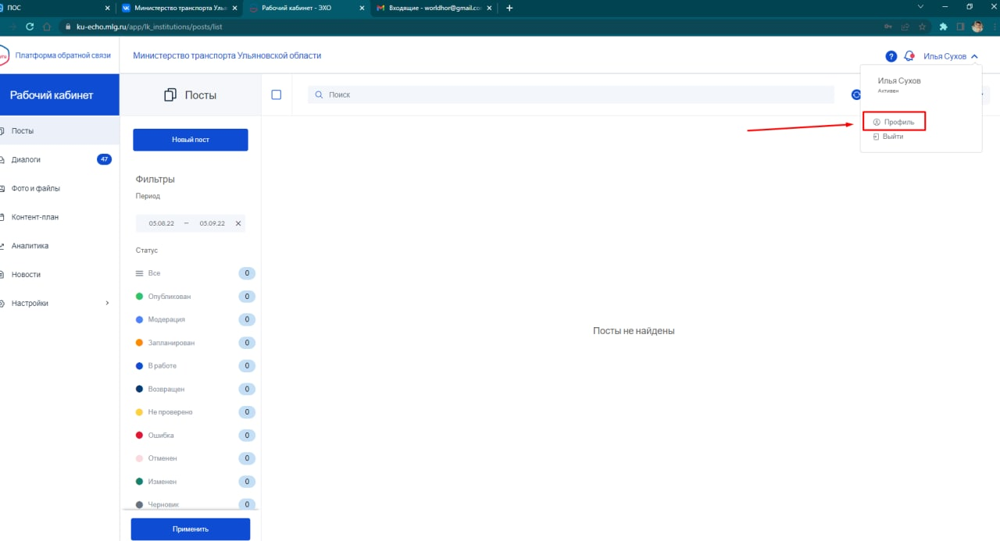 ПОС
Министерство транспорта Улья
Рабочий кабинет - ЭХО
Входящие - worldhor@gmail.co
ku-echo.mlg.ru/app/lk_institutions/posts/list
Платформа обратной связи
Министерство транспорта Ульяновской области
?
Илья Сухов
Рабочий кабинет
Посты
Поиск
Илья Сухов
Активен
Профиль
Выйти
Посты
Диалоги
47
Фото и файлы
Контент-план
Аналитика
Новости
Настройки
Новый пост
Фильтры
Период
05.08.22 – 05.09.22
Статус
Все 0
Опубликован 0
Модерация 0
Запланирован 0
В работе 0
Возвращен 0
Не проверено 0
Ошибка 0
Отменен 0
Изменен 0
Черновик 0
Применить
Посты не найдены